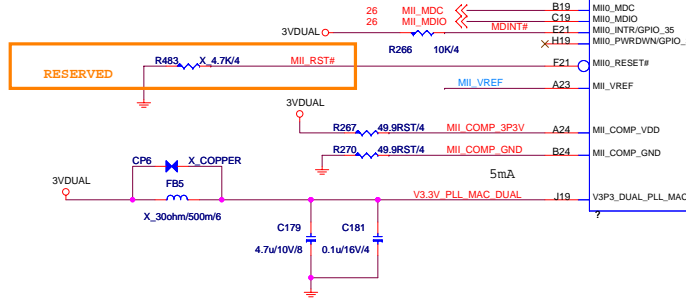 26 MII_MDC B19 MII0_MDC
26 MII_MDIO C19 MII0_MDIO
3VDUAL MDINT# E21 MII0_INTR/GPIO_35
R266 10K/4 H19 MII0_PWRDWN/GPIO_
R483 X_4.7K/4 MII_RST# F21 MII0_RESET#
RESERVED
MII_VREF A23 MII_VREF
3VDUAL
R267 49.9RST/4 MII_COMP_3P3V A24 MII_COMP_VDD
R270 49.9RST/4 MII_COMP_GND B24 MII_COMP_GND
CP6 X_COPPER
5mA
3VDUAL FB5
V3.3V_PLL_MAC_DUAL J19 V3P3_DUAL_PLL_MAC
X_30ohm/500m/6
?
C179 C181
4.7u/10V/8 0.1u/16V/4